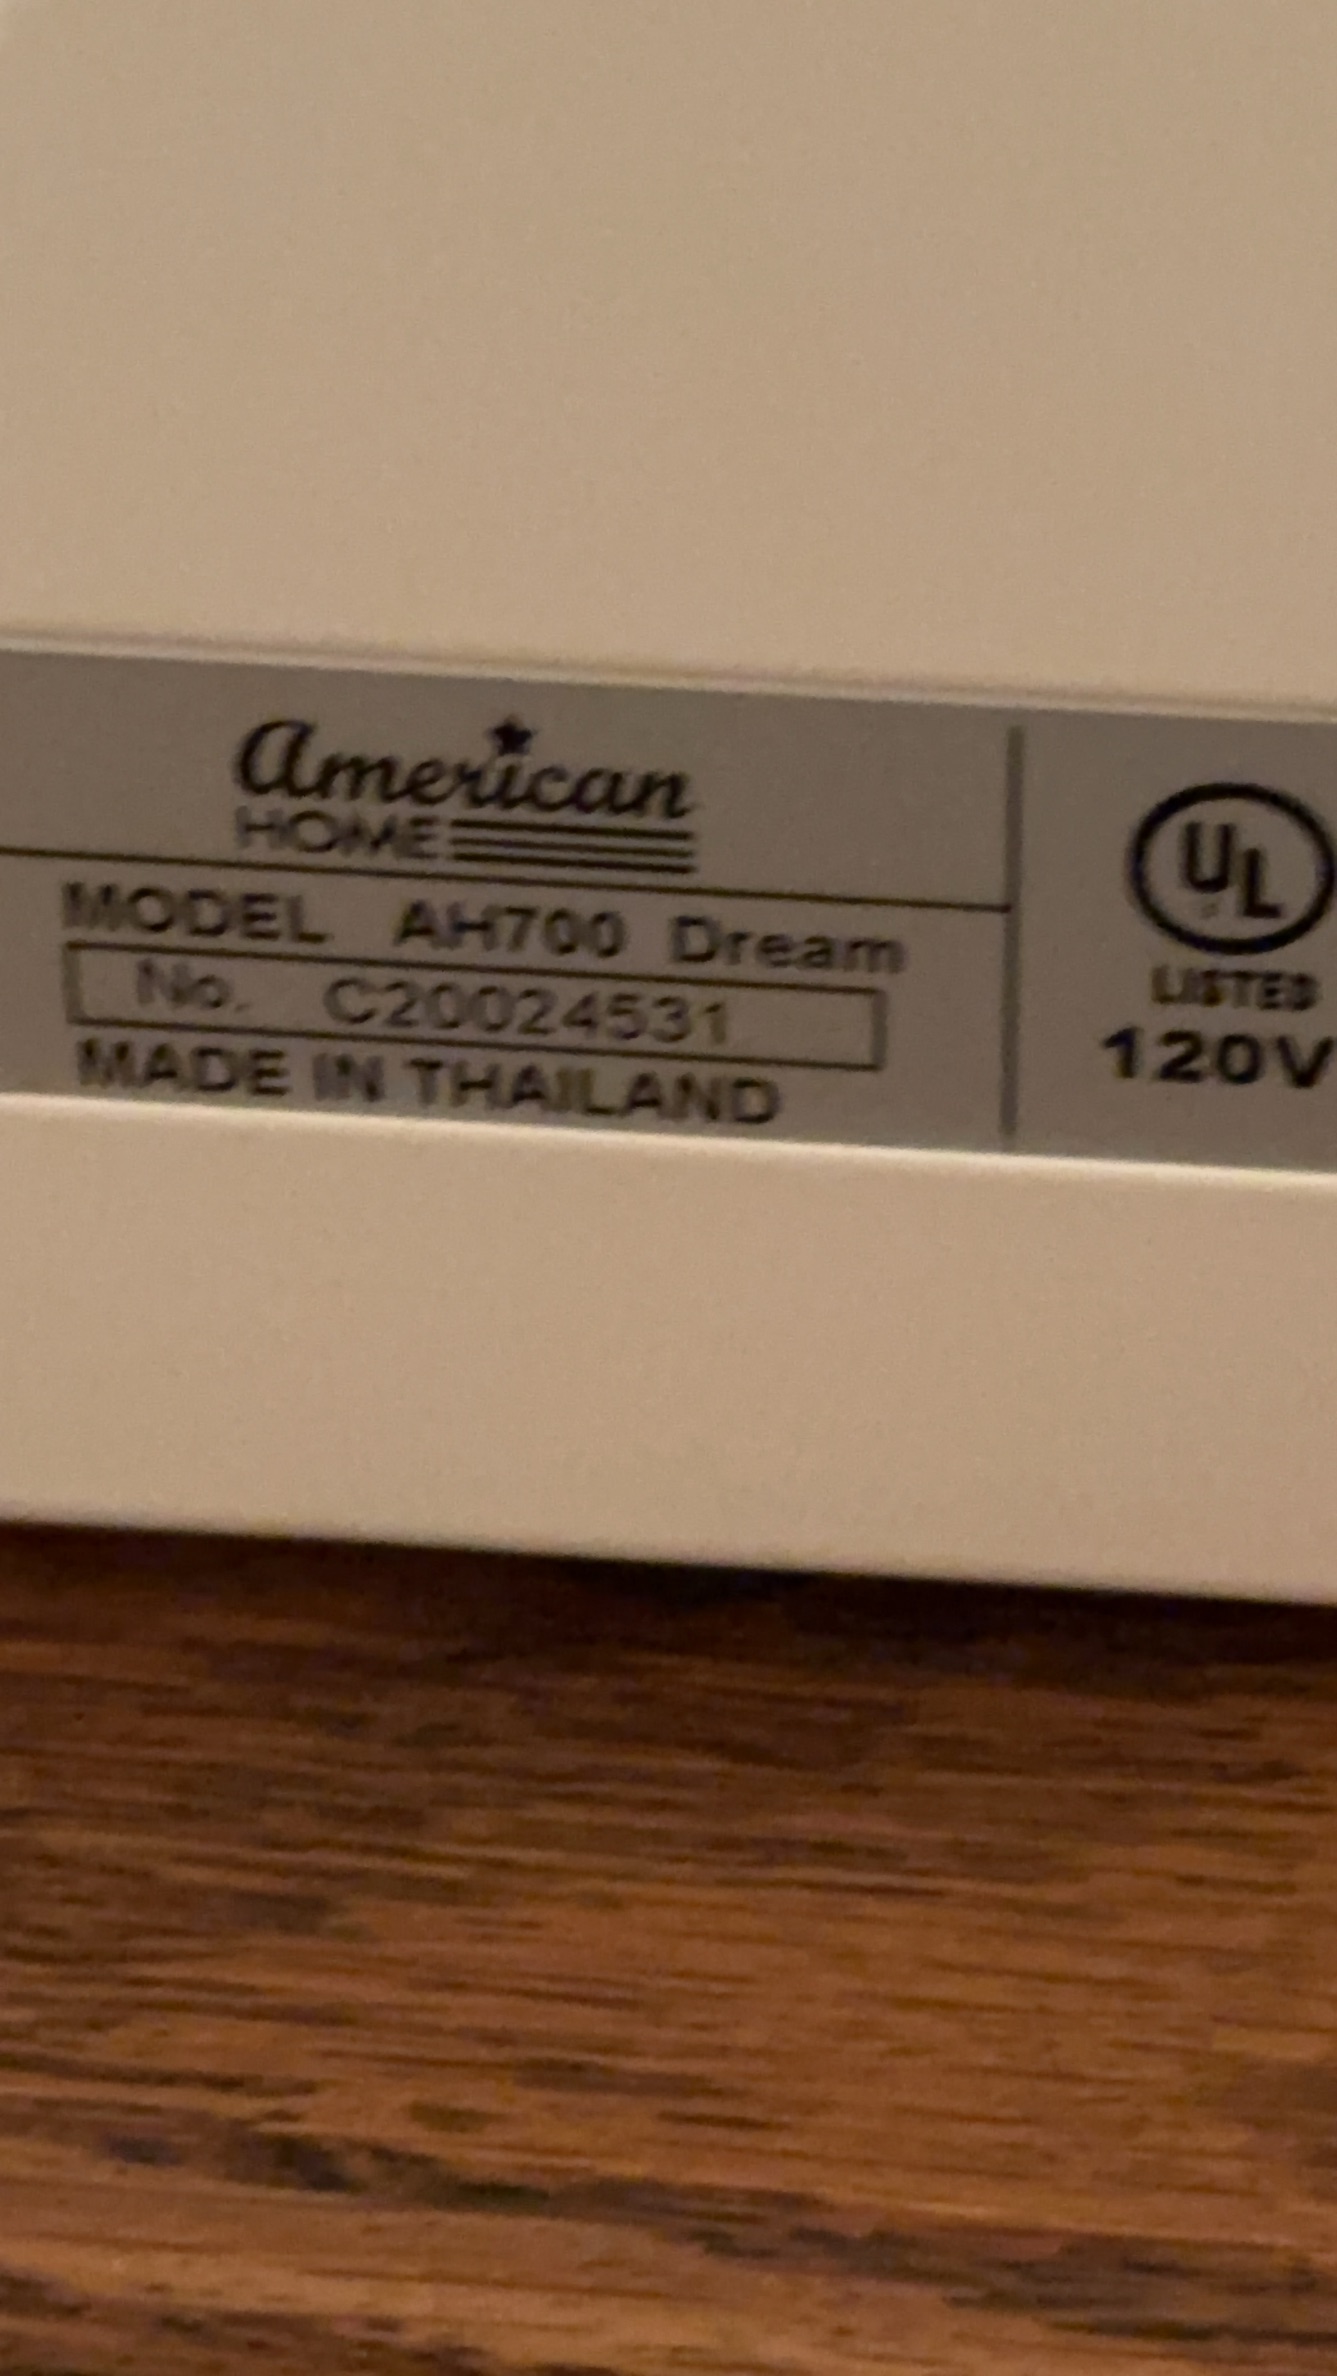 American
HOME
MODEL AH700 Dream
No. C20024531
MADE IN THAILAND
UL
LISTED
120V